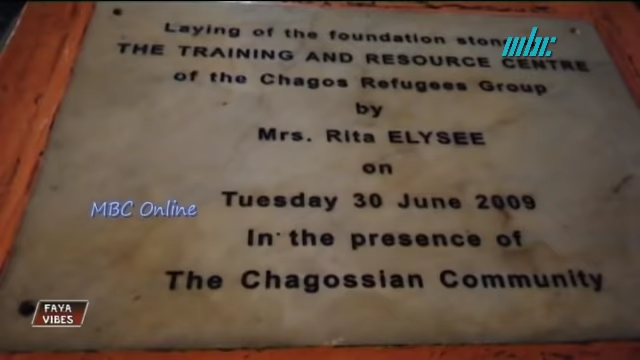 Laying of the foundation stone
mbc
THE TRAINING AND RESOURCE CENTRE
of the Chagos Refugees Group
by
Mrs. Rita ELYSEE
on
Tuesday 30 June 2009
MBC Online
In the presence of
The Chagossian Community
FAYA
VIBES